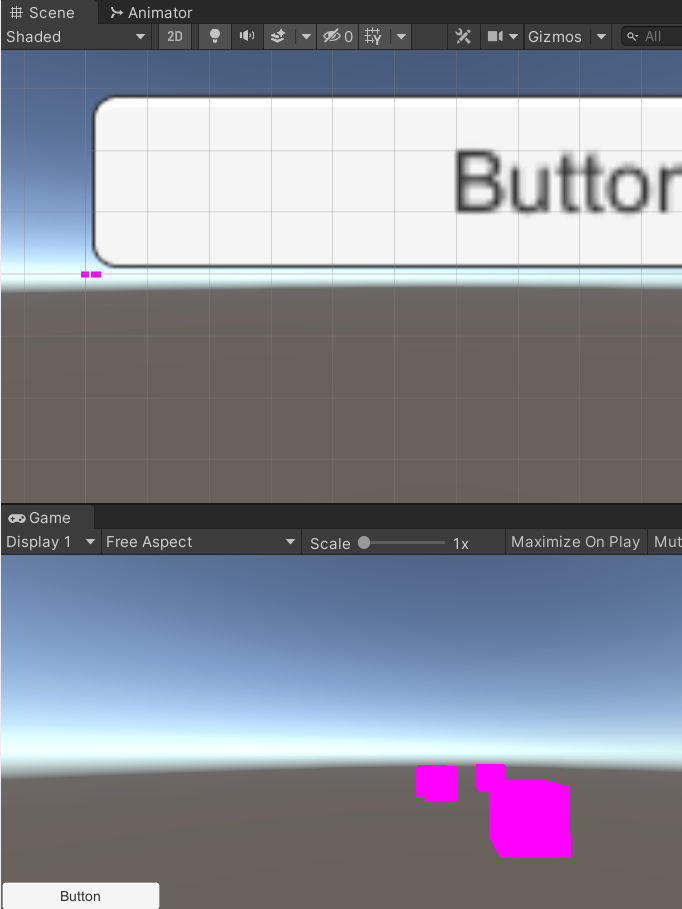 Scene Animator
Shaded 2D 0 Gizmos All
Button
Game
Display 1 Free Aspect Scale 1x Maximize On Play Mut
Button